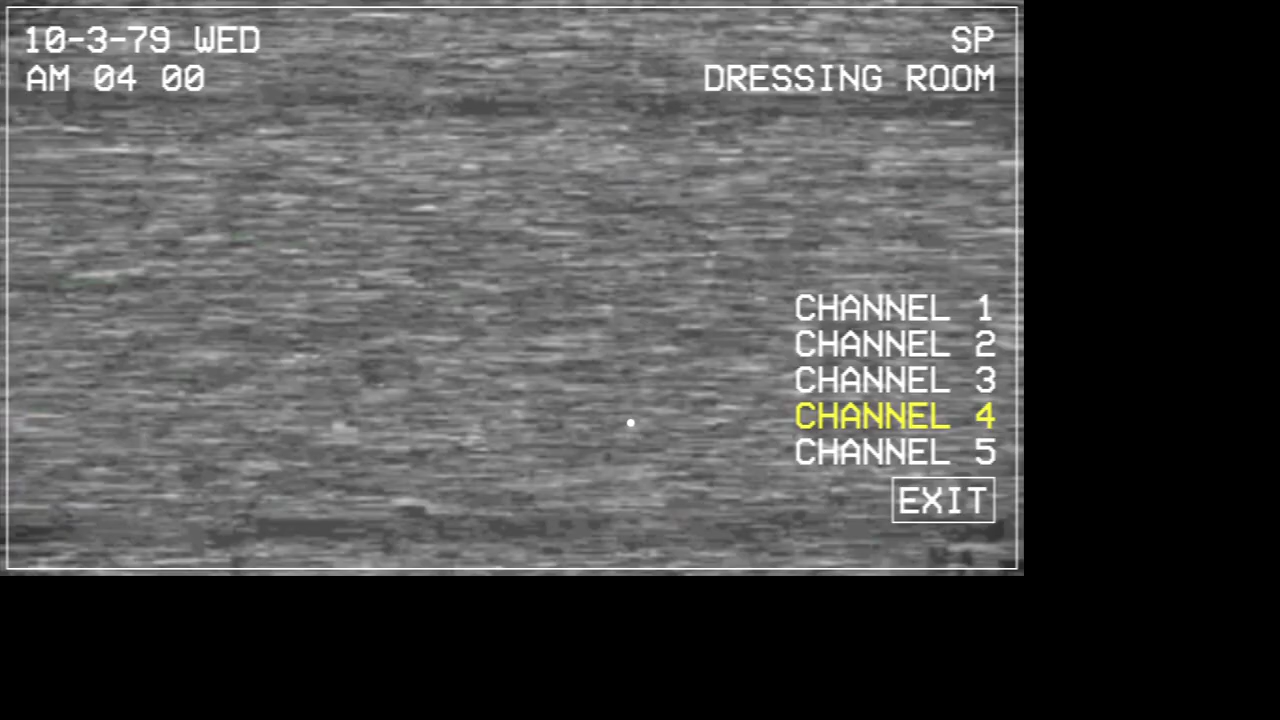 10-3-79 WED
SP
AM 04 00
DRESSING ROOM
CHANNEL 1
CHANNEL 2
CHANNEL 3
CHANNEL 4
CHANNEL 5
EXIT